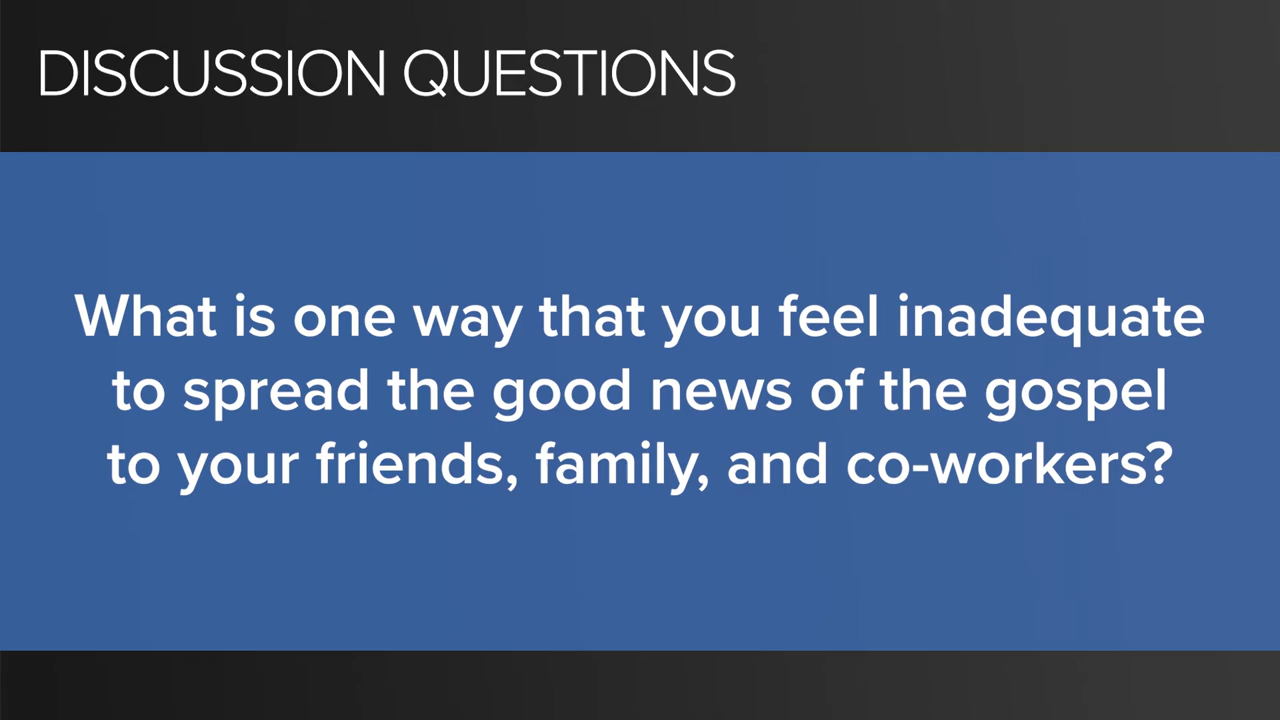 DISCUSSION QUESTIONS
What is one way that you feel inadequate
to spread the good news of the gospel
to your friends, family, and co-workers?